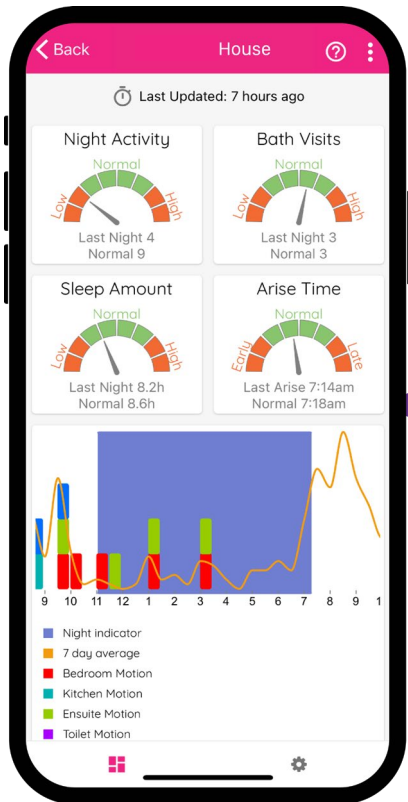 Back House
Last Updated: 7 hours ago
Night Activity
Normal
Low High
Last Night 4
Normal 9
Bath Visits
Normal
Low High
Last Night 3
Normal 3
Sleep Amount
Normal
Low High
Last Night 8.2h
Normal 8.6h
Arise Time
Normal
Early Late
Last Arise 7:14am
Normal 7:18am
9 10 11 12 1 2 3 4 5 6 7 8 9 1
Night indicator
7 day average
Bedroom Motion
Kitchen Motion
Ensuite Motion
Toilet Motion